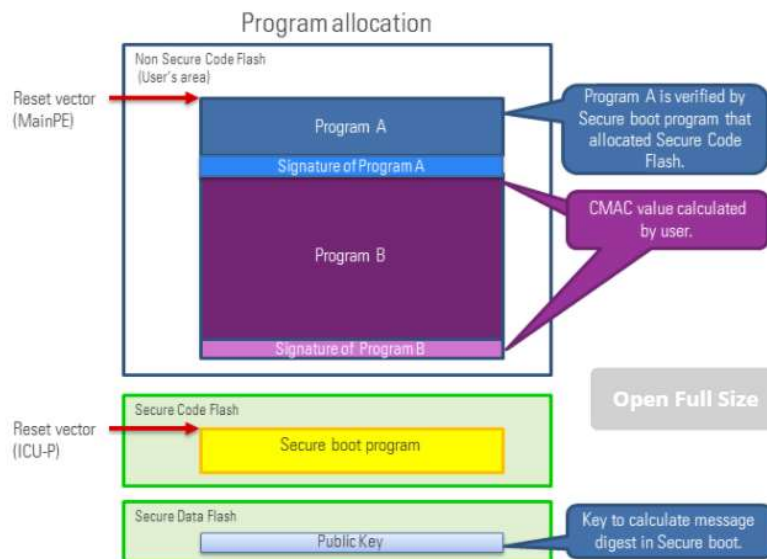 Program allocation
Non Secure Code Flash
(User's area)
Reset vector
(MainPE)
Program A
Signature of Program A
Program A is verified by
Secure boot program that
allocated Secure Code
Flash.
CMAC value calculated
by user.
Program B
Signature of Program B
Open Full Size
Secure Code Flash
Reset vector
(ICU-P)
Secure boot program
Secure Data Flash
Public Key
Key to calculate message
digest in Secure boot.